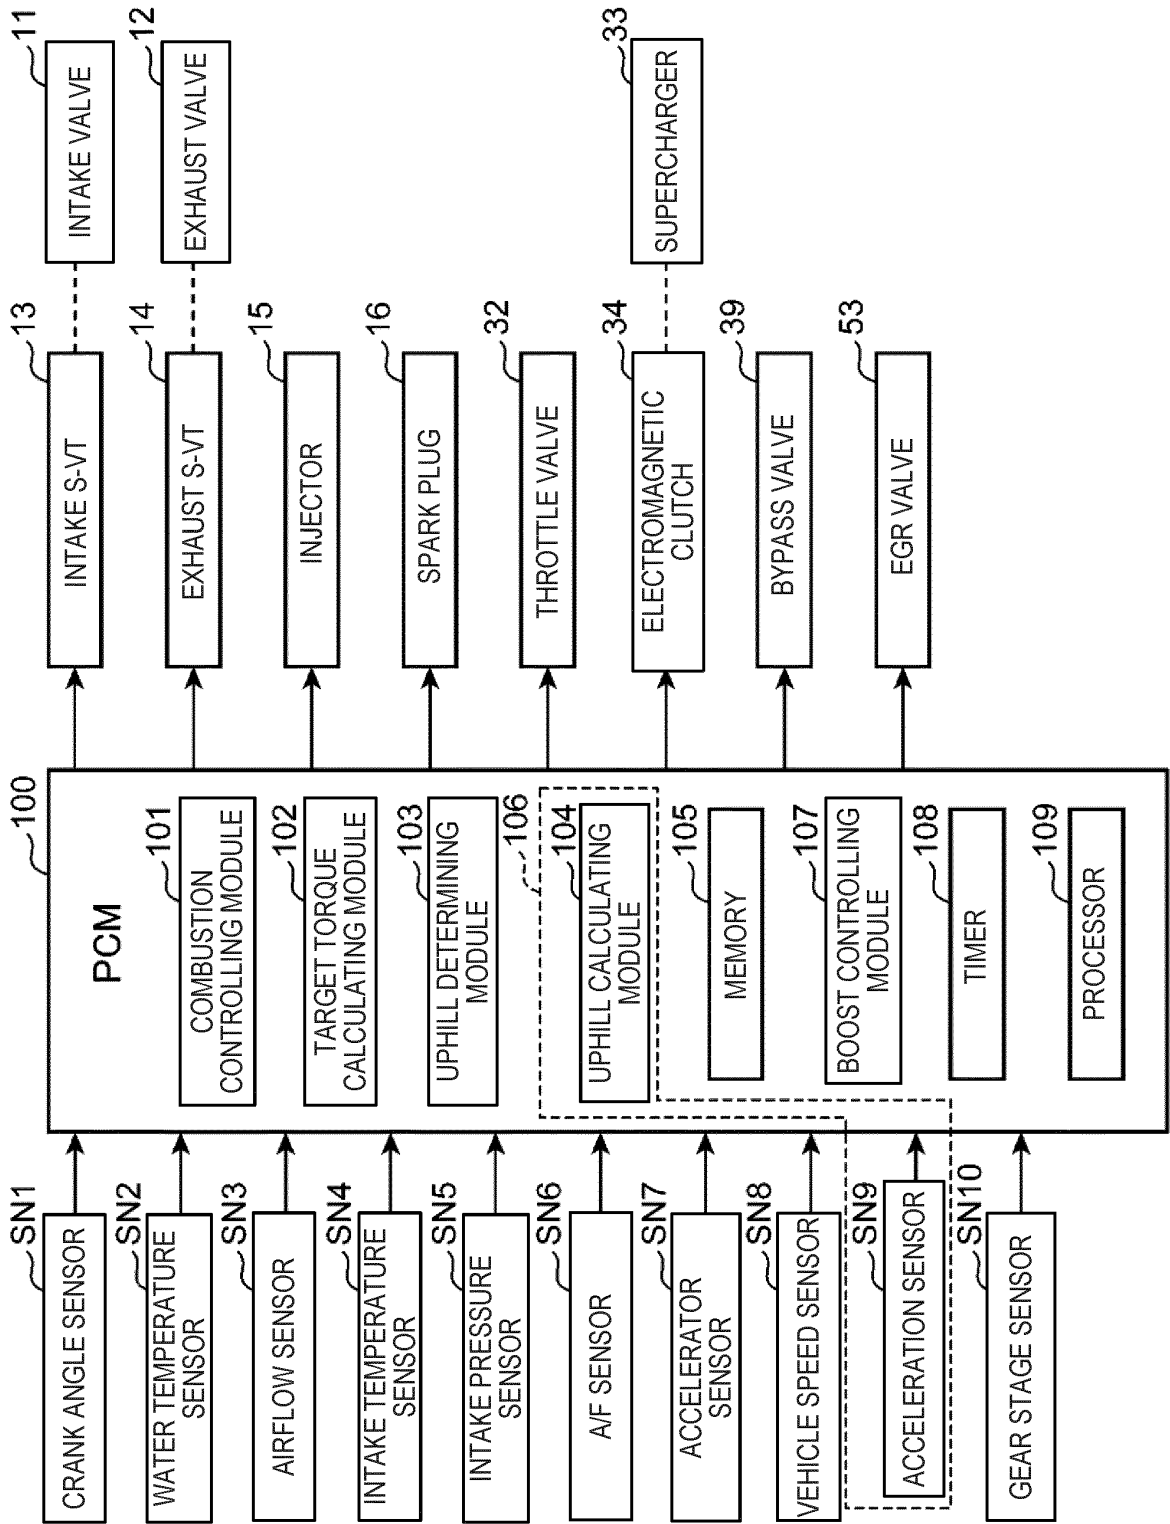 SN1
CRANK ANGLE SENSOR
SN2
WATER TEMPERATURE
SENSOR
SN3
AIRFLOW SENSOR
SN4
INTAKE TEMPERATURE
SENSOR
SN5
INTAKE PRESSURE
SENSOR
SN6
A/F SENSOR
SN7
ACCELERATOR
SENSOR
SN8
VEHICLE SPEED SENSOR
SN9
ACCELERATION SENSOR
SN10
GEAR STAGE SENSOR
100
PCM
101
COMBUSTION
CONTROLLING MODULE
102
TARGET TORQUE
CALCULATING MODULE
103
UPHILL DETERMINING
MODULE
106
104
UPHILL CALCULATING
MODULE
105
MEMORY
107
BOOST CONTROLLING
MODULE
108
TIMER
109
PROCESSOR
13
INTAKE S-VT
14
EXHAUST S-VT
15
INJECTOR
16
SPARK PLUG
32
THROTTLE VALVE
34
ELECTROMAGNETIC
CLUTCH
39
BYPASS VALVE
53
EGR VALVE
11
INTAKE VALVE
12
EXHAUST VALVE
33
SUPERCHARGER